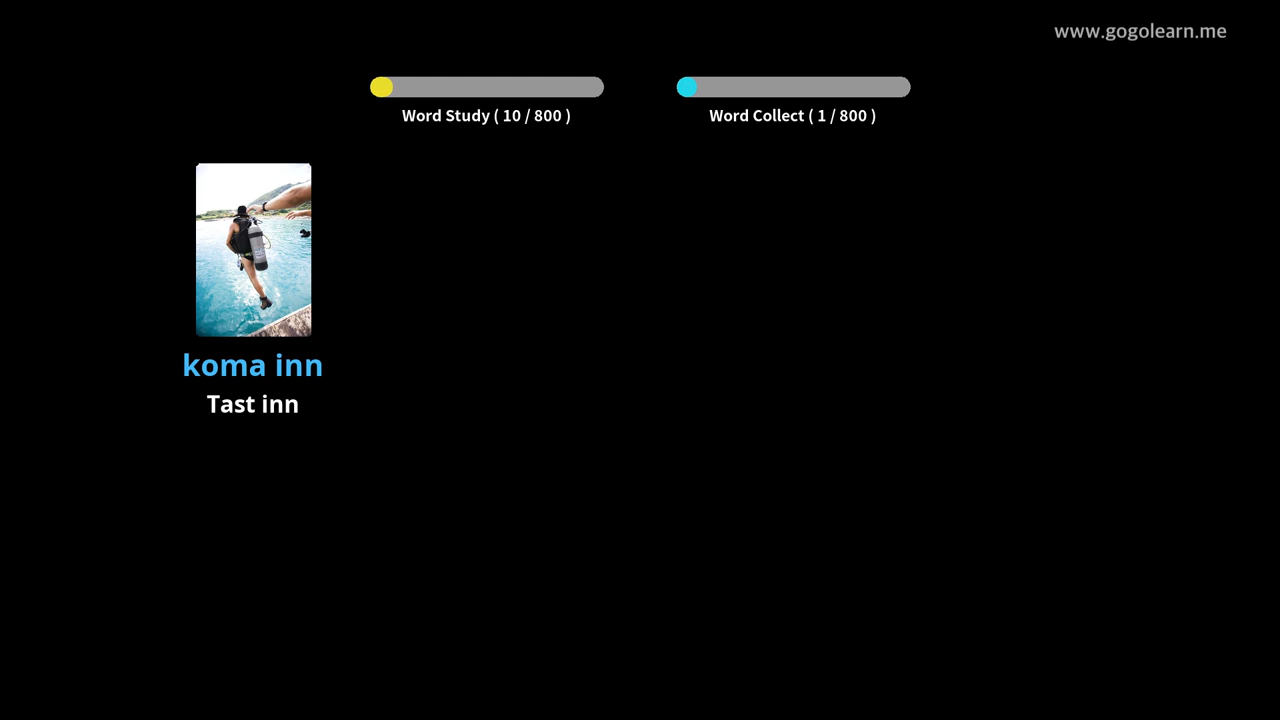 www.gogolearn.me
Word Study ( 10 / 800 )
Word Collect ( 1 / 800 )
koma inn
Tast inn